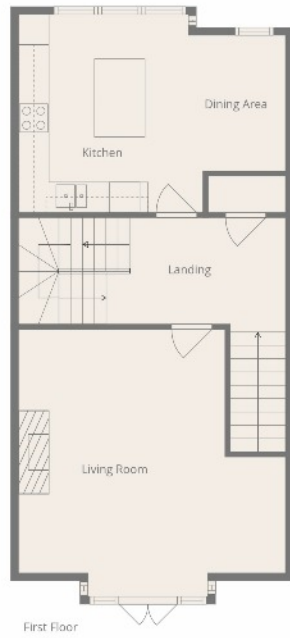 Dining Area
Kitchen
Landing
Living Room
First Floor